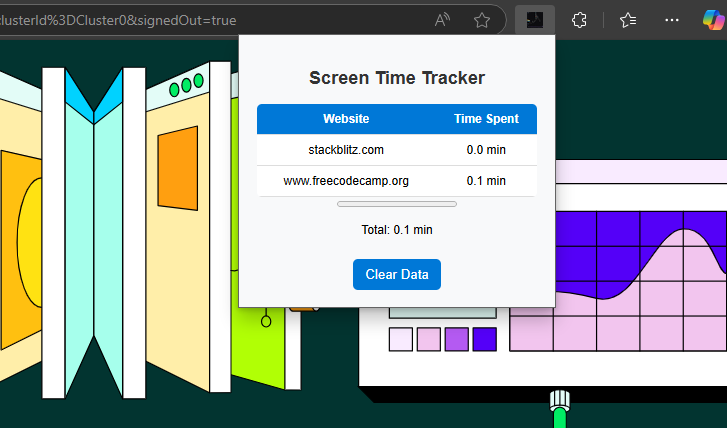 clusterId%3DCluster0&signedOut=true
Screen Time Tracker
Website Time Spent
stackblitz.com 0.0 min
www.freecodecamp.org 0.1 min
Total: 0.1 min
Clear Data